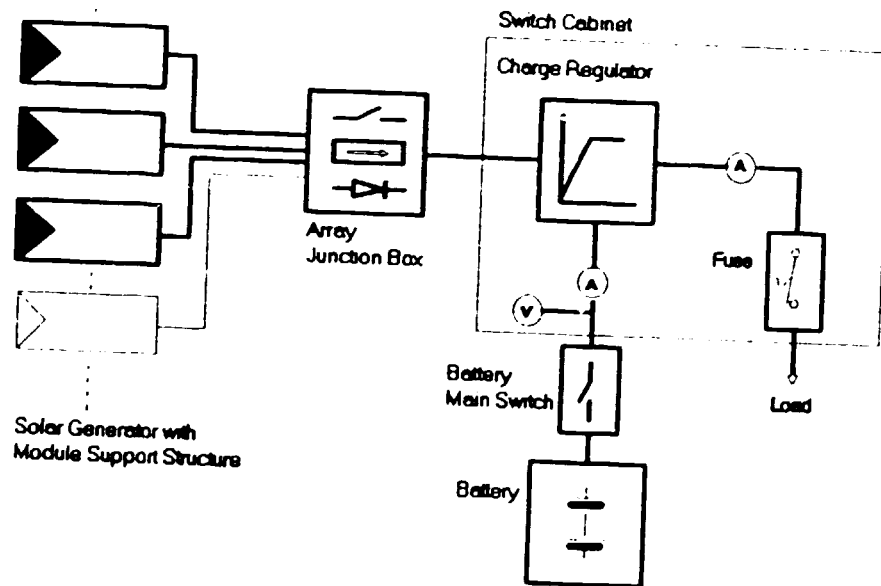 Switch Cabinet
Charge Regulator
A
Array
Junction Box
Fuse
A
V
Battery
Main Switch
Load
Solar Generator with
Module Support Structure
Battery